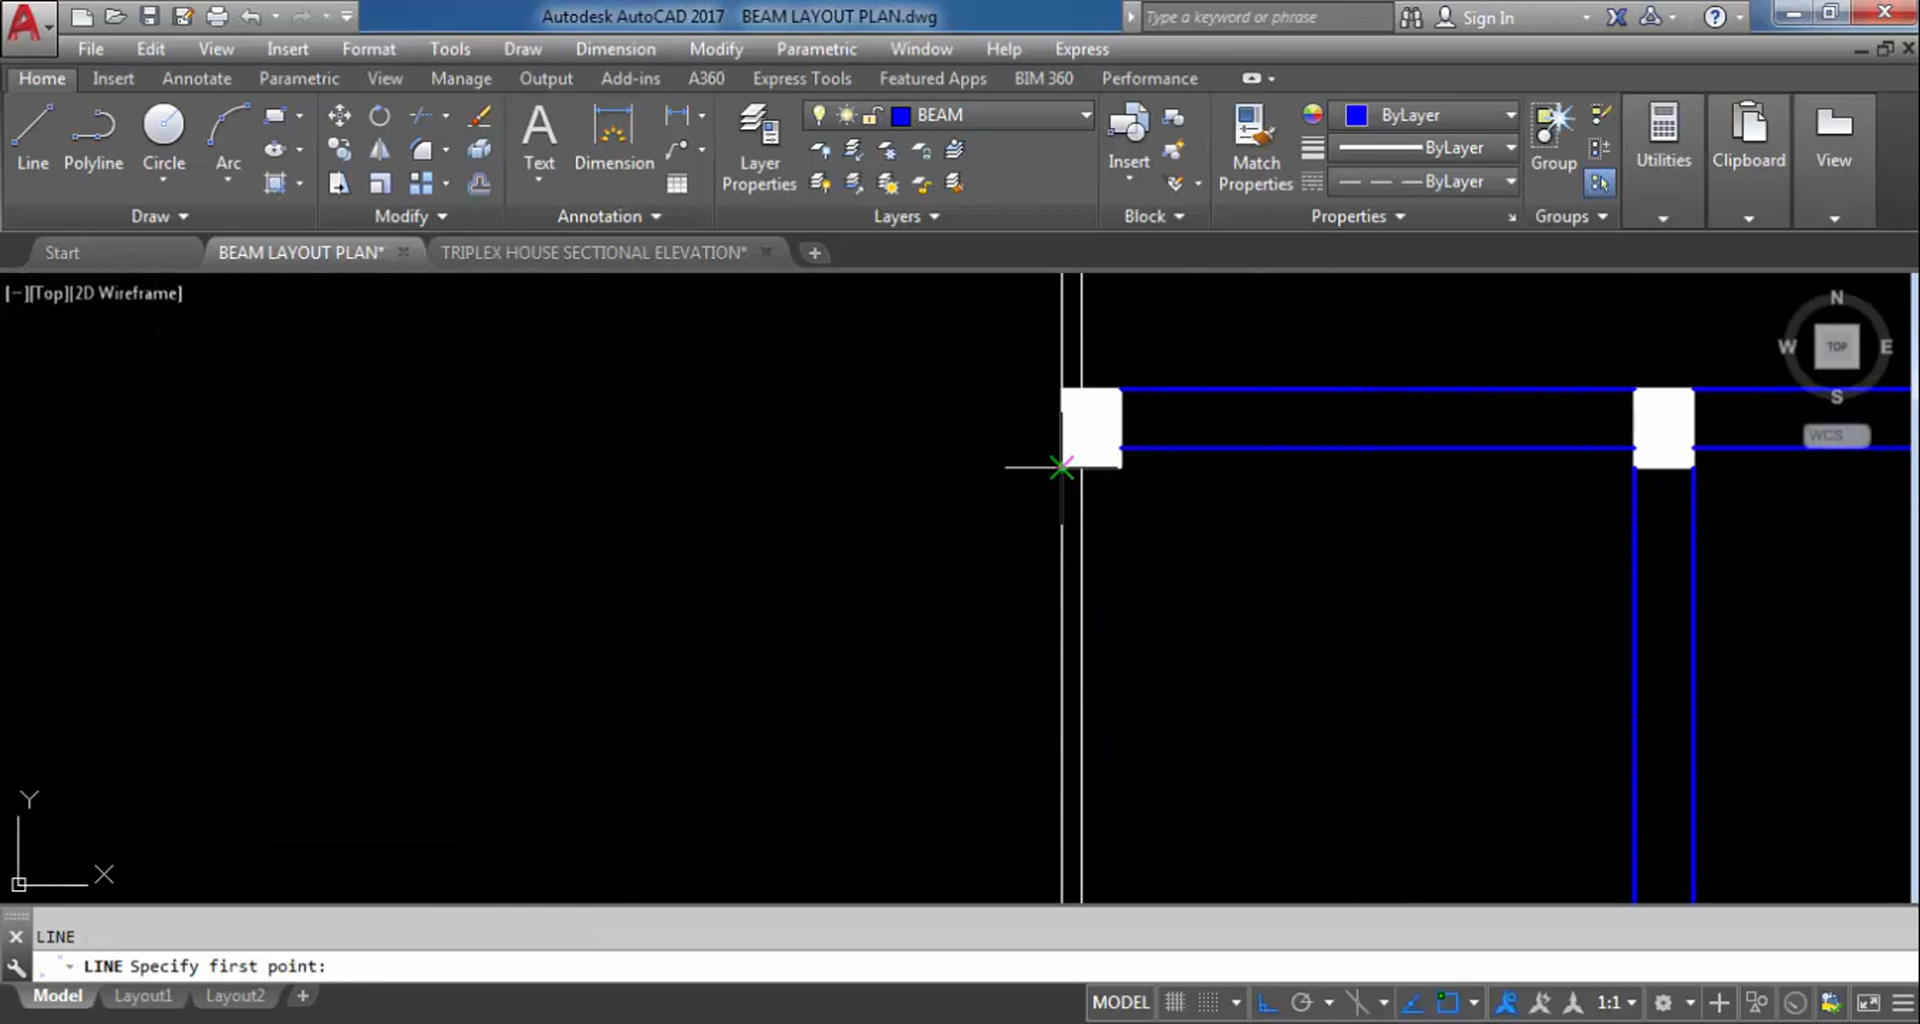 Autodesk AutoCAD 2017 BEAM LAYOUT PLAN.dwg
Type a keyword or phrase
Sign In
File Edit View Insert Format Tools Draw Dimension Modify Parametric Window Help Express
Home Insert Annotate Parametric View Manage Output Add-ins A360 Express Tools Featured Apps BIM 360 Performance
BEAM ByLayer
Line Polyline Circle Arc Text Dimension Layer Properties Insert Match Properties Group Utilities Clipboard View
ByLayer
ByLayer
Draw Modify Annotation Layers Block Properties Groups
Start BEAM LAYOUT PLAN* TRIPLEX HOUSE SECTIONAL ELEVATION*
[−][Top][2D Wireframe]
N
W TOP E
S
WCS
Y
X
LINE
LINE Specify first point:
Model Layout1 Layout2 +
MODEL 1:1